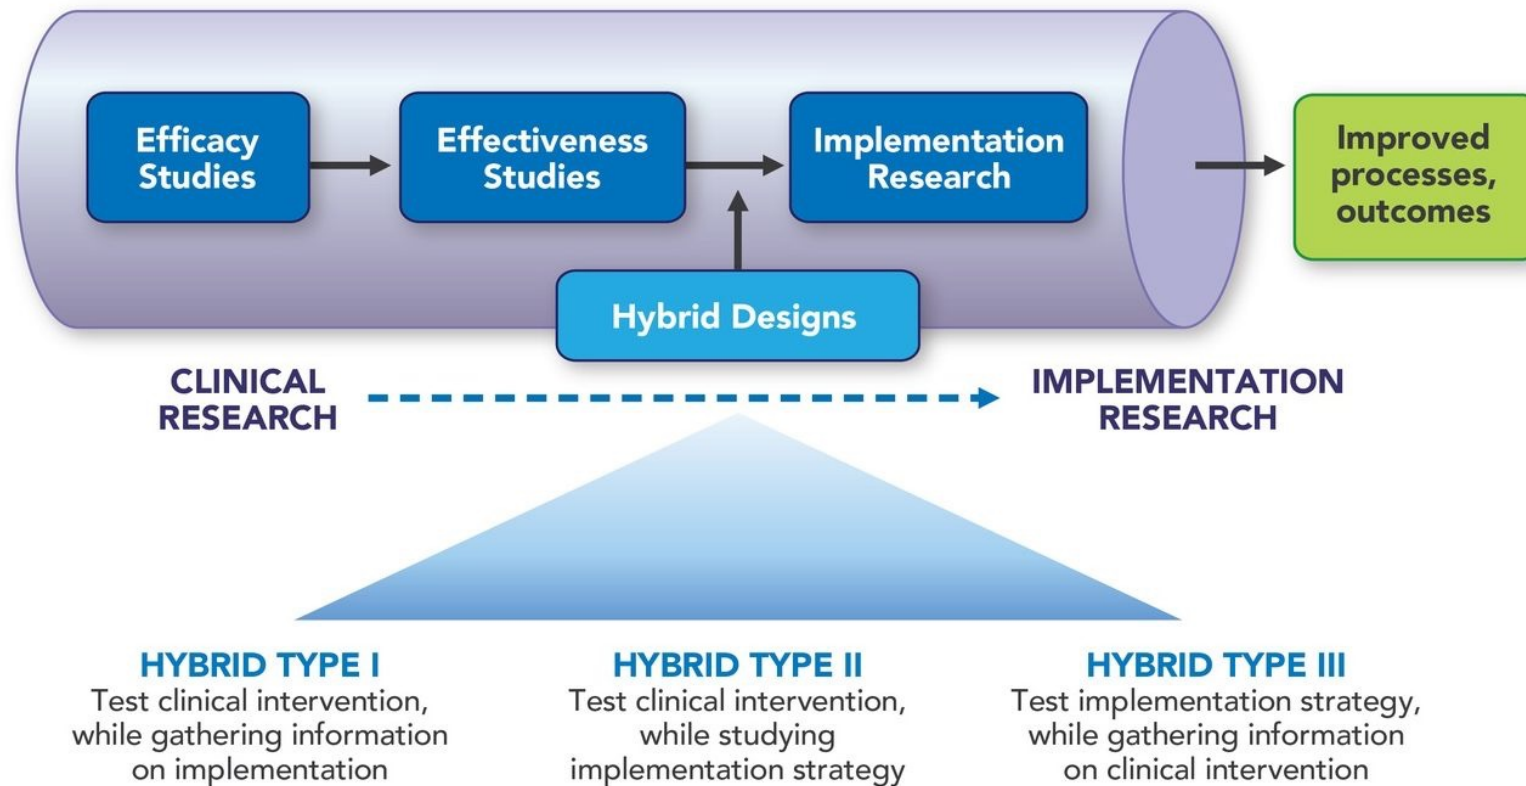 Efficacy
Studies
Effectiveness
Studies
Implementation
Research
Improved
processes,
outcomes
Hybrid Designs
CLINICAL
RESEARCH
IMPLEMENTATION
RESEARCH
HYBRID TYPE I
Test clinical intervention,
while gathering information
on implementation
HYBRID TYPE II
Test clinical intervention,
while studying
implementation strategy
HYBRID TYPE III
Test implementation strategy,
while gathering information
on clinical intervention